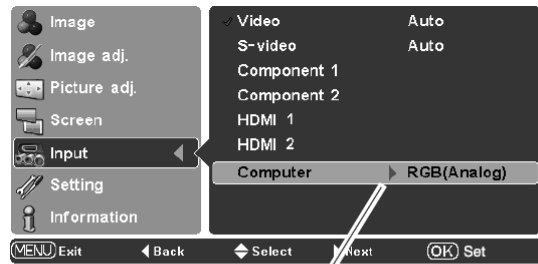 Image
Image adj.
Picture adj.
Screen
Input
Setting
Information
Video Auto
S-video Auto
Component 1
Component 2
HDMI 1
HDMI 2
Computer RGB(Analog)
MENU Exit Back Select Next OK Set